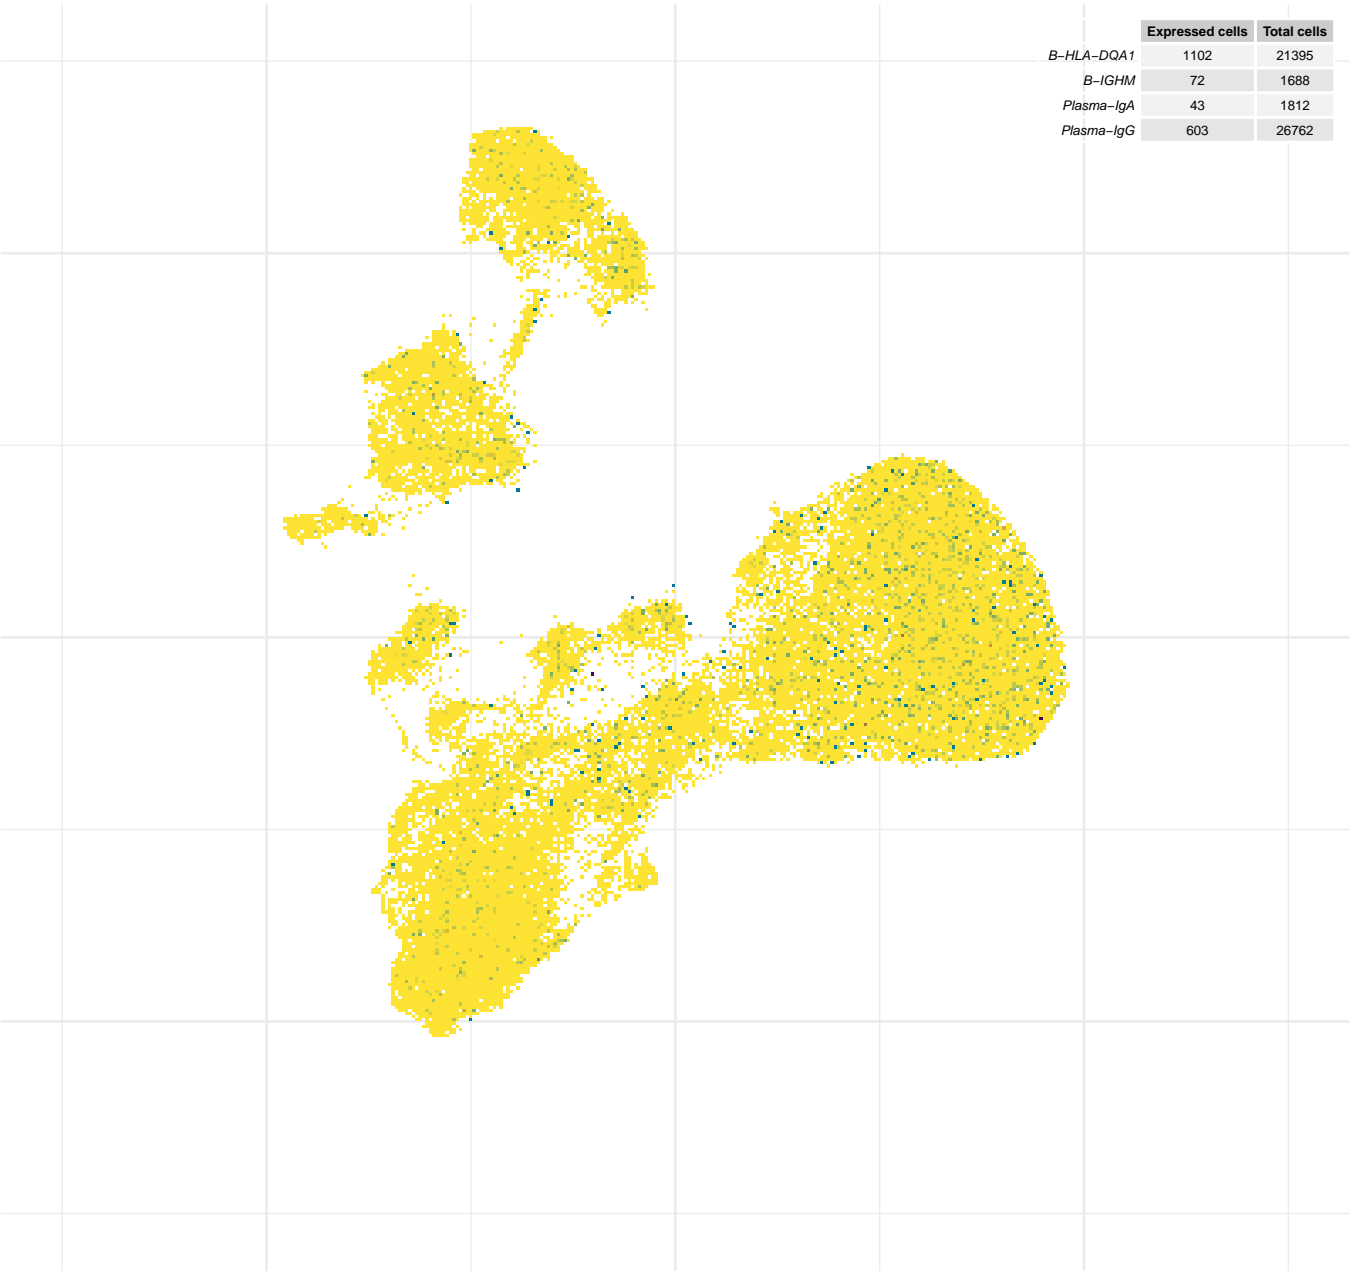 Expressed cells Total cells
B−HLA−DQA1 1102 21395
B−IGHM 72 1688
Plasma−IgA 43 1812
Plasma−IgG 603 26762